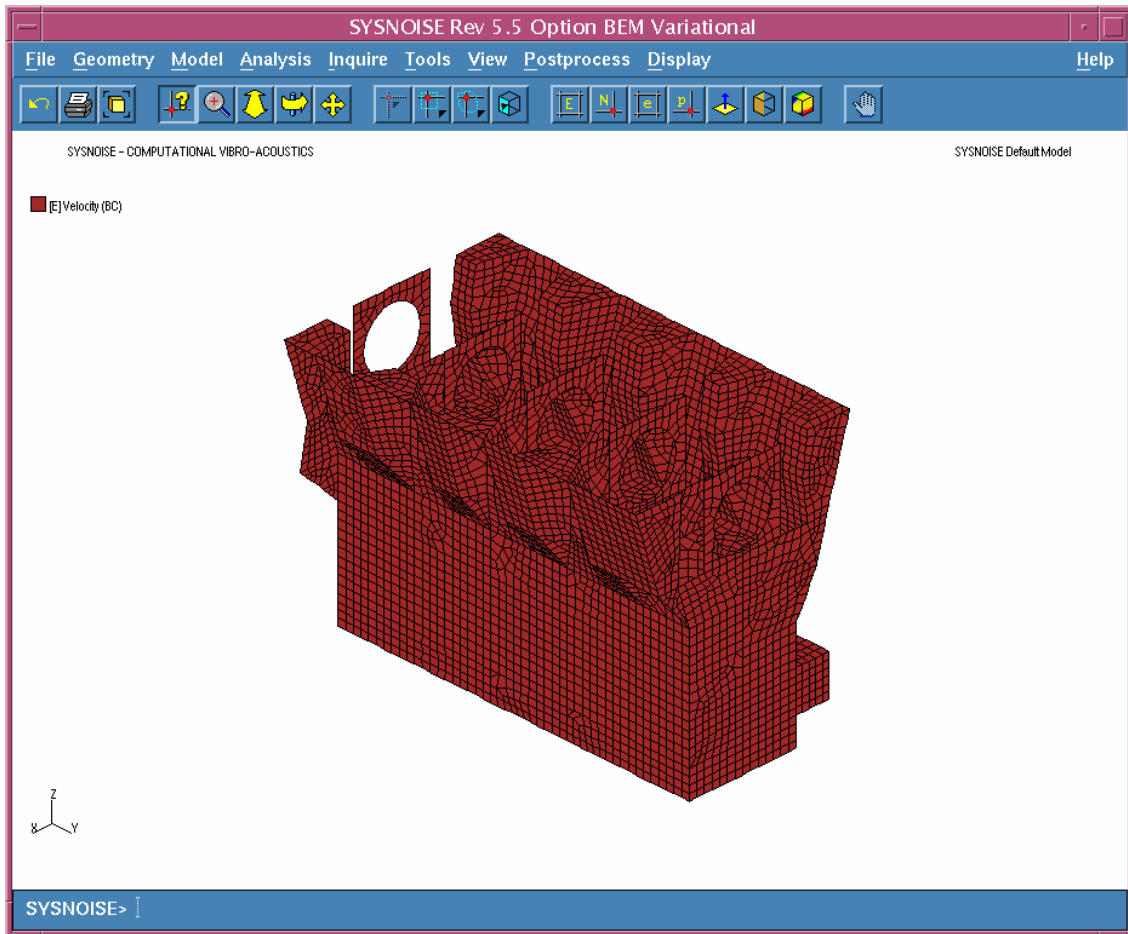 SYSNOISE Rev 5.5 Option BEM Variational
File Geometry Model Analysis Inquire Tools View Postprocess Display Help
? E N e p
SYSNOISE - COMPUTATIONAL VIBRO-ACOUSTICS SYSNOISE Default Model
[E] Velocity (BC)
Z
X Y
SYSNOISE>